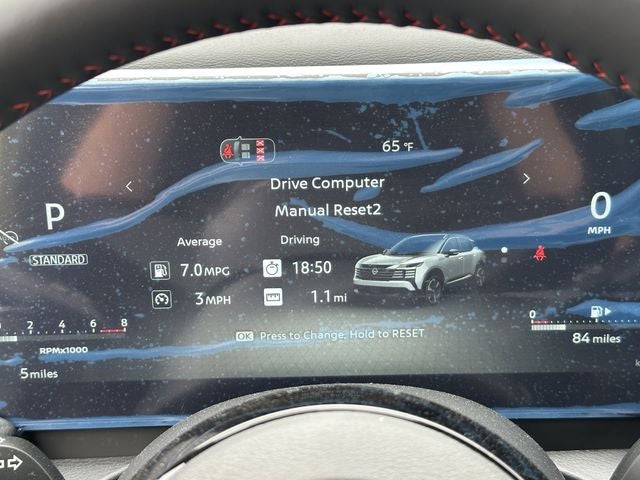 65 °F
Drive Computer
Manual Reset2
P
0
MPH
STANDARD
Average
Driving
7.0 MPG
18:50
3 MPH
1.1 mi
OK Press to Change, Hold to RESET
2 4 6 8
RPMx1000
0
84 miles
5 miles